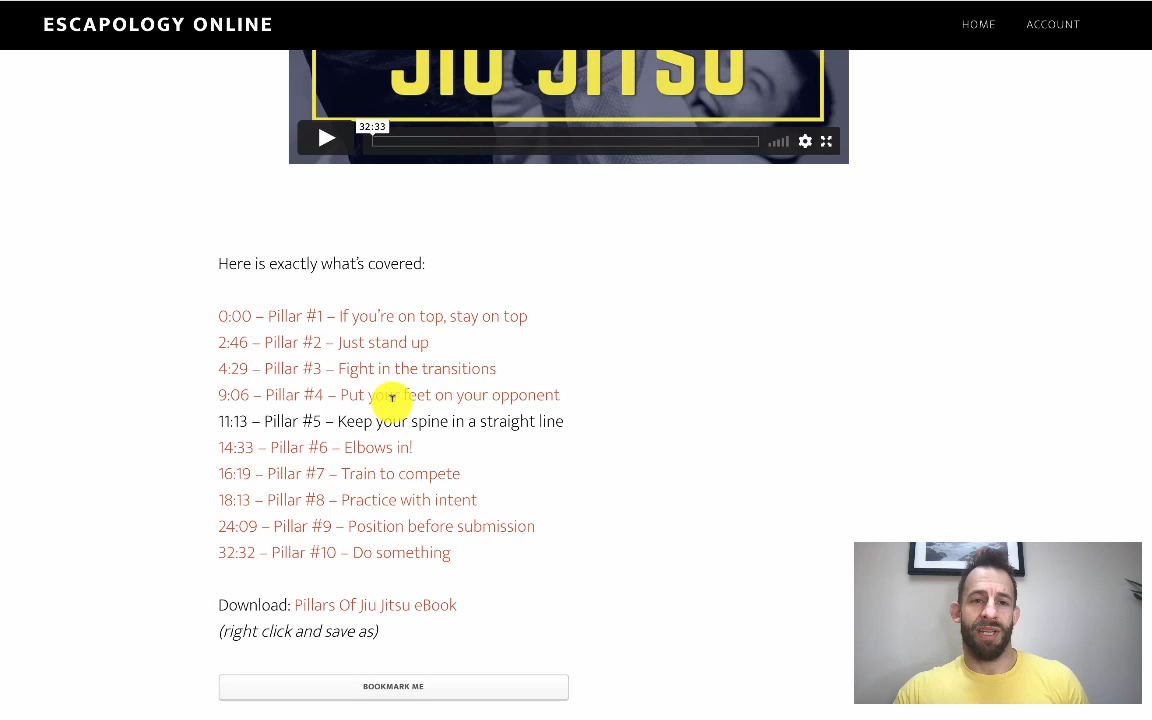 ESCAPOLOGY ONLINE
HOME ACCOUNT
JIU JITSU
32:33
Here is exactly what's covered:
0:00 – Pillar #1 – If you're on top, stay on top
2:46 – Pillar #2 – Just stand up
4:29 – Pillar #3 – Fight in the transitions
9:06 – Pillar #4 – Put your feet on your opponent
11:13 – Pillar #5 – Keep your spine in a straight line
14:33 – Pillar #6 – Elbows in!
16:19 – Pillar #7 – Train to compete
18:13 – Pillar #8 – Practice with intent
24:09 – Pillar #9 – Position before submission
32:32 – Pillar #10 – Do something
Download: Pillars Of Jiu Jitsu eBook
(right click and save as)
BOOKMARK ME